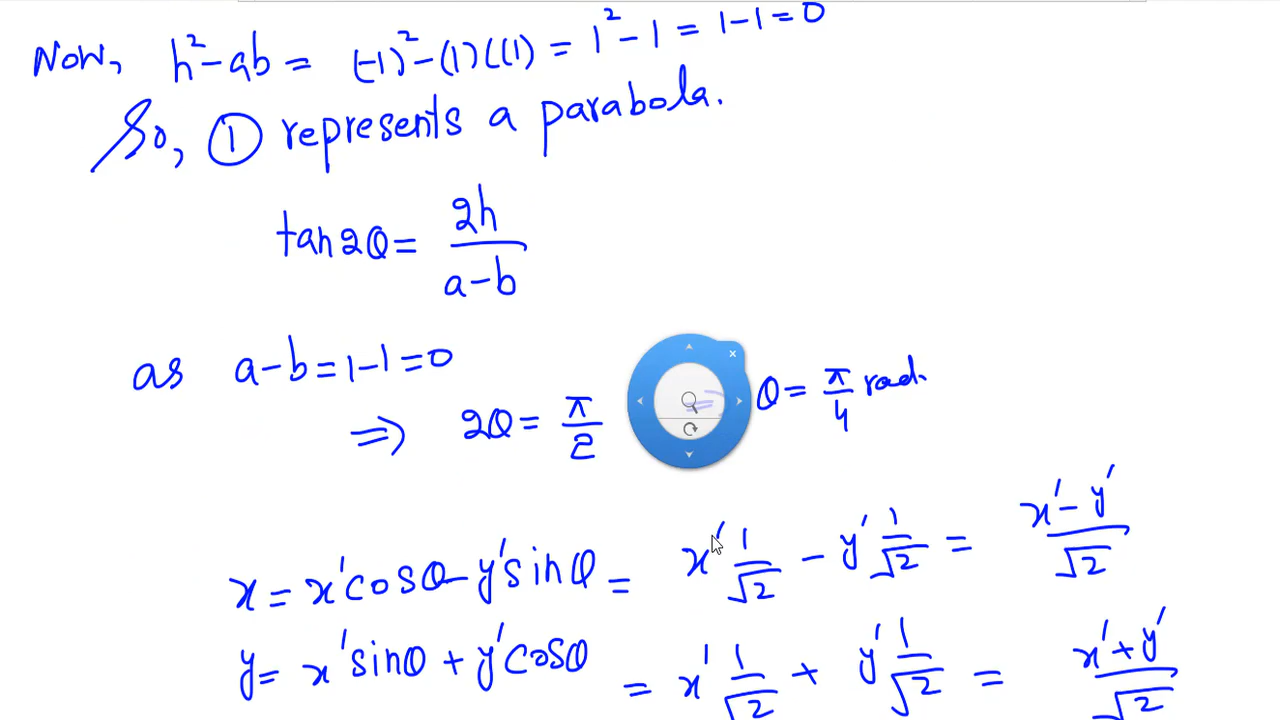 Now, h²-ab = (-1)²-(1)((1) = 1²-1 = 1-1=0
So, ① represents a parabola.
tan2θ = 2h/a-b
as a-b=1-1=0
⇒ 2θ = π/2 ⇒ θ = π/4 rad.
x = x'cosθ - y'sinθ = x' 1/√2 - y' 1/√2 = x'-y'/√2
y = x'sinθ + y'cosθ = x' 1/√2 + y' 1/√2 = x'+y'/√2